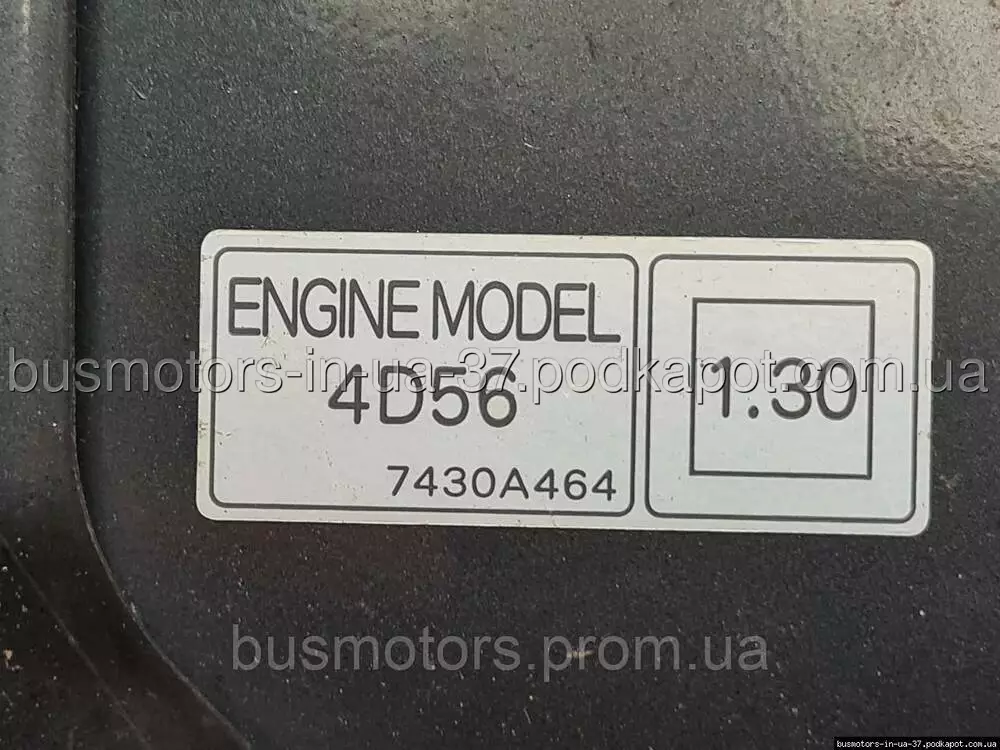 ENGINE MODEL
4D56
7430A464
1.30
busmotors-in-ua-37.podkapot.com.ua
busmotors.prom.ua
busmotors-in-ua-37.podkapot.com.ua